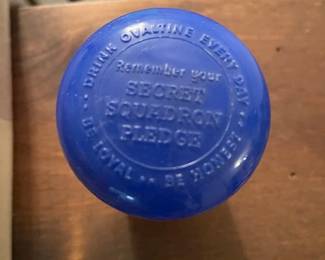 •• DRINK OVALTINE EVERY DAY ••
BE LOYAL •• BE HONEST
Remember your
SECRET
SQUADRON
PLEDGE